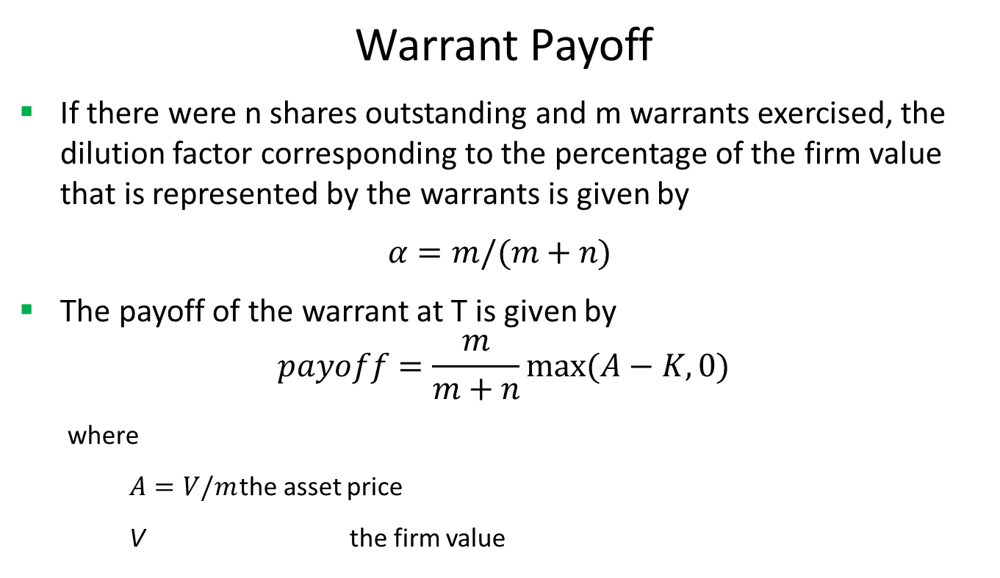 Warrant Payoff
▪ If there were n shares outstanding and m warrants exercised, the
dilution factor corresponding to the percentage of the firm value
that is represented by the warrants is given by
𝛼 = 𝑚/(𝑚 + 𝑛)
▪ The payoff of the warrant at T is given by
𝑝𝑎𝑦𝑜𝑓𝑓 = 𝑚/(𝑚 + 𝑛) max(𝐴 − 𝐾, 0)
where
𝐴 = 𝑉/𝑚 the asset price
V the firm value